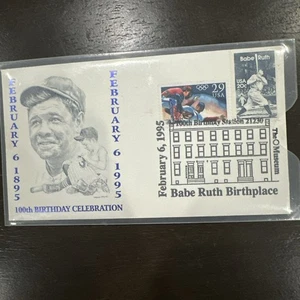 FEBRUARY 6 1895
FEBRUARY 6 1995
100th BIRTHDAY CELEBRATION
29
USA
Babe Ruth
USA
20c
100th Birthday Station 21230
February 6, 1995
The
Museum
Babe Ruth Birthplace